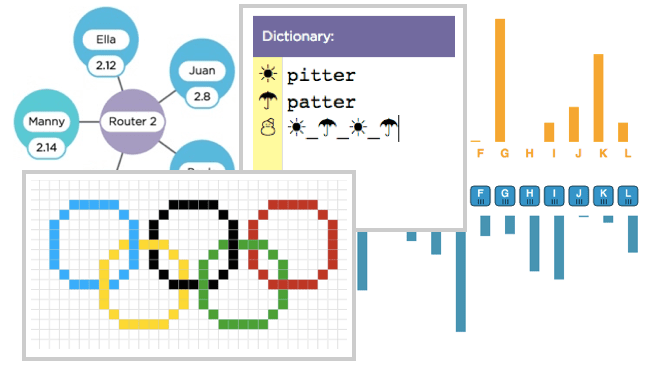 Ella
2.12
Juan
2.8
Manny
2.14
Router 2
Dictionary:
pitter
patter
_ _ _
F G H I J K L
F G H I J K L